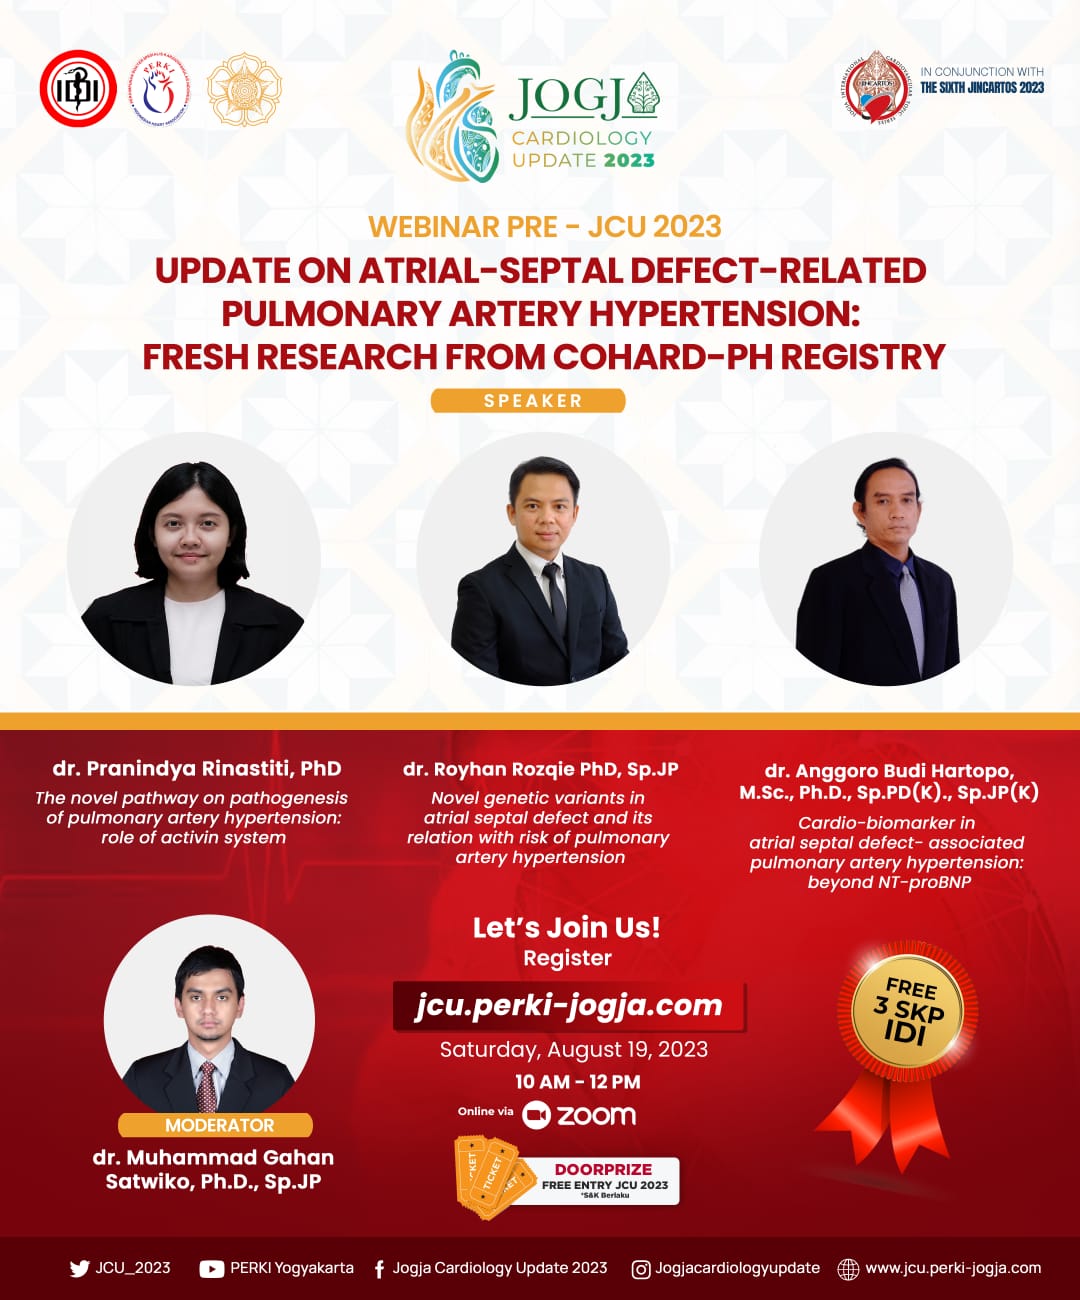 IDI
PERKI
INDONESIAN HEART ASSOCIATION
JOGJA
CARDIOLOGY
UPDATE 2023
JINCARTOS
IN CONJUNCTION WITH
THE SIXTH JINCARTOS 2023
WEBINAR PRE - JCU 2023
UPDATE ON ATRIAL-SEPTAL DEFECT-RELATED
PULMONARY ARTERY HYPERTENSION:
FRESH RESEARCH FROM COHARD-PH REGISTRY
SPEAKER
dr. Pranindya Rinastiti, PhD
The novel pathway on pathogenesis
of pulmonary artery hypertension:
role of activin system
dr. Royhan Rozqie PhD, Sp.JP
Novel genetic variants in
atrial septal defect and its
relation with risk of pulmonary
artery hypertension
dr. Anggoro Budi Hartopo,
M.Sc., Ph.D., Sp.PD(K)., Sp.JP(K)
Cardio-biomarker in
atrial septal defect- associated
pulmonary artery hypertension:
beyond NT-proBNP
MODERATOR
dr. Muhammad Gahan
Satwiko, Ph.D., Sp.JP
Let's Join Us!
Register
jcu.perki-jogja.com
Saturday, August 19, 2023
10 AM - 12 PM
Online via zoom
TICKET
DOORPRIZE
FREE ENTRY JCU 2023
*S&K Berlaku
FREE
3 SKP
IDI
JCU_2023
PERKI Yogyakarta
Jogja Cardiology Update 2023
Jogjacardiologyupdate
www.jcu.perki-jogja.com